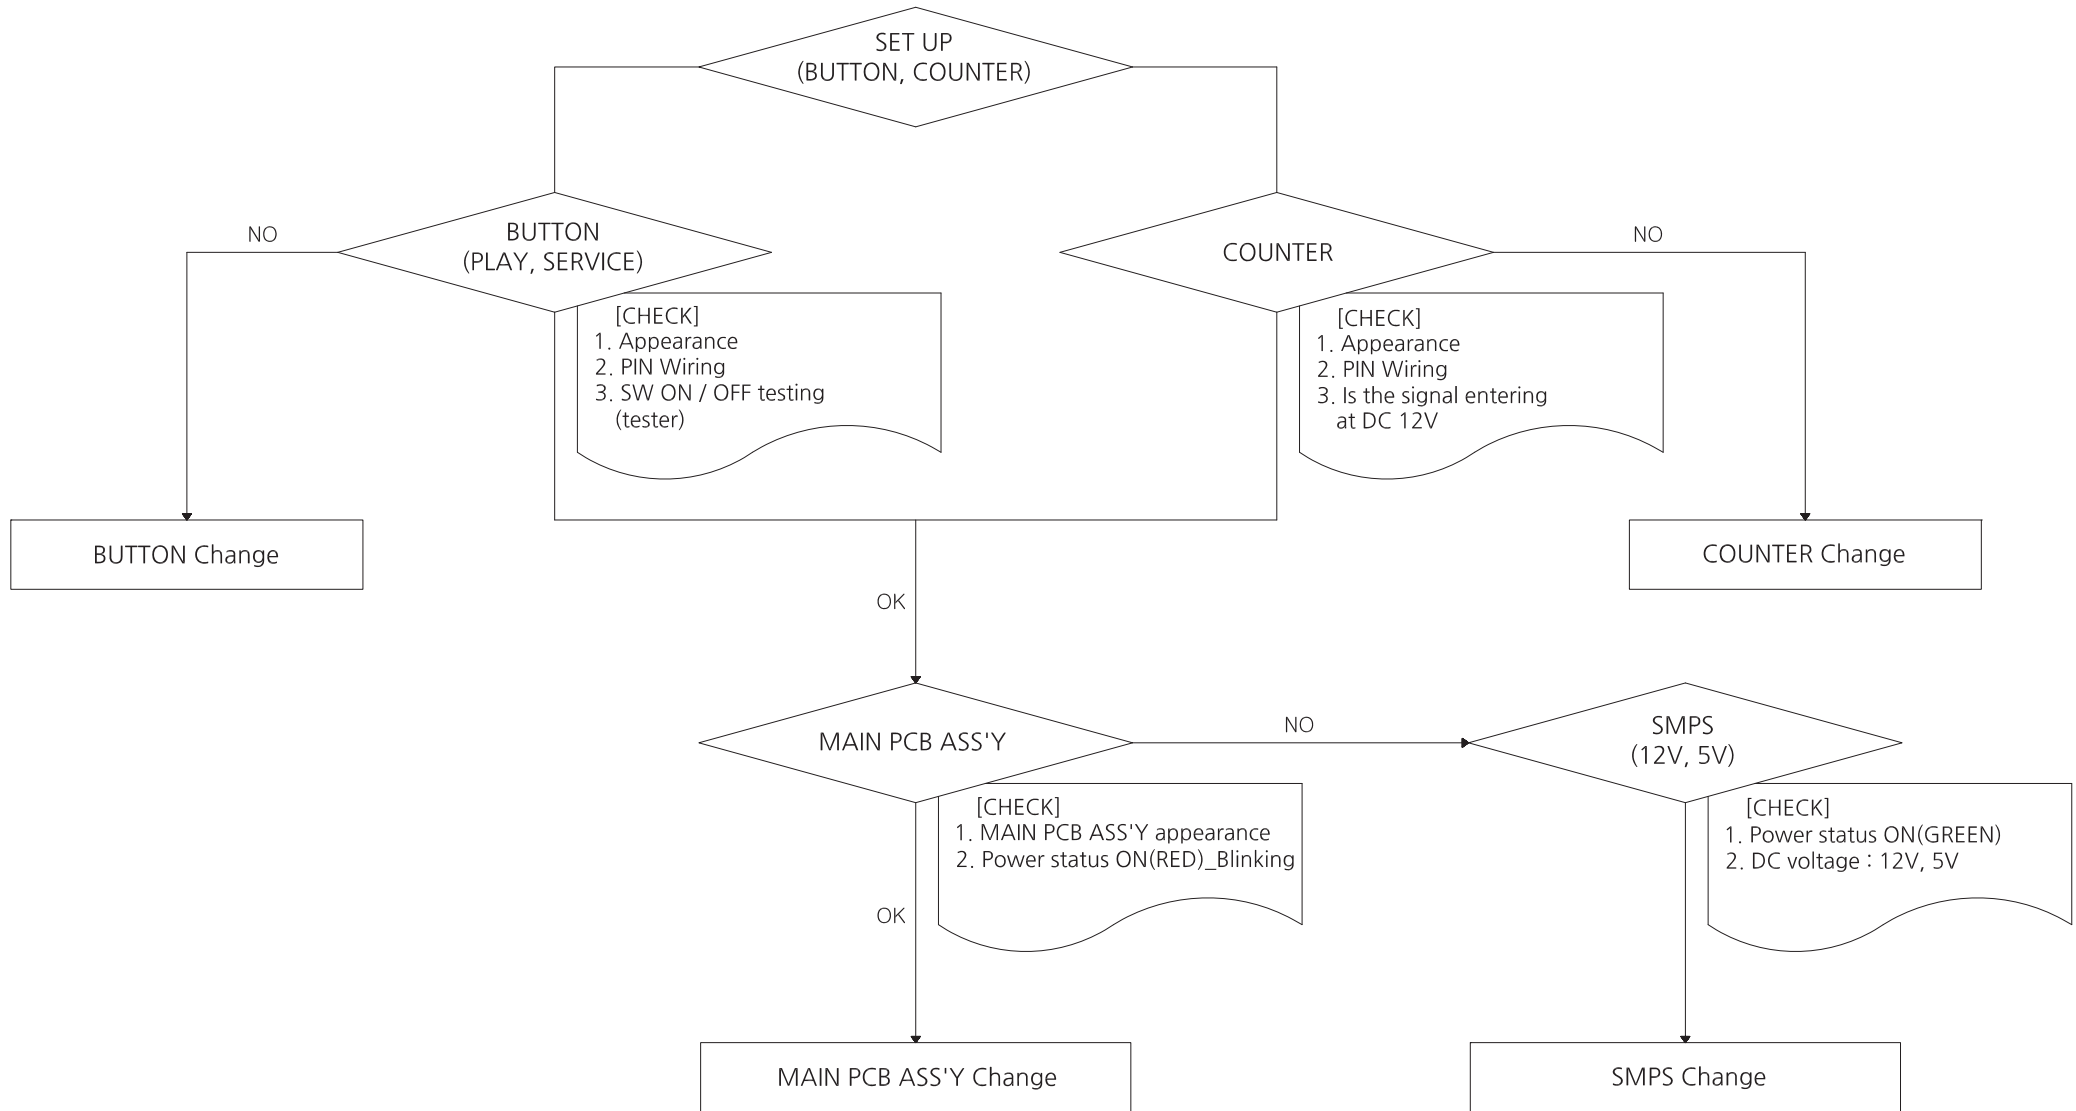 SET UP
(BUTTON, COUNTER)
NO
BUTTON
(PLAY, SERVICE)
COUNTER
NO
[CHECK]
1. Appearance
2. PIN Wiring
3. SW ON / OFF testing
(tester)
[CHECK]
1. Appearance
2. PIN Wiring
3. Is the signal entering
at DC 12V
BUTTON Change
COUNTER Change
OK
MAIN PCB ASS'Y
NO
SMPS
(12V, 5V)
[CHECK]
1. MAIN PCB ASS'Y appearance
2. Power status ON(RED)_Blinking
[CHECK]
1. Power status ON(GREEN)
2. DC voltage : 12V, 5V
OK
MAIN PCB ASS'Y Change
SMPS Change